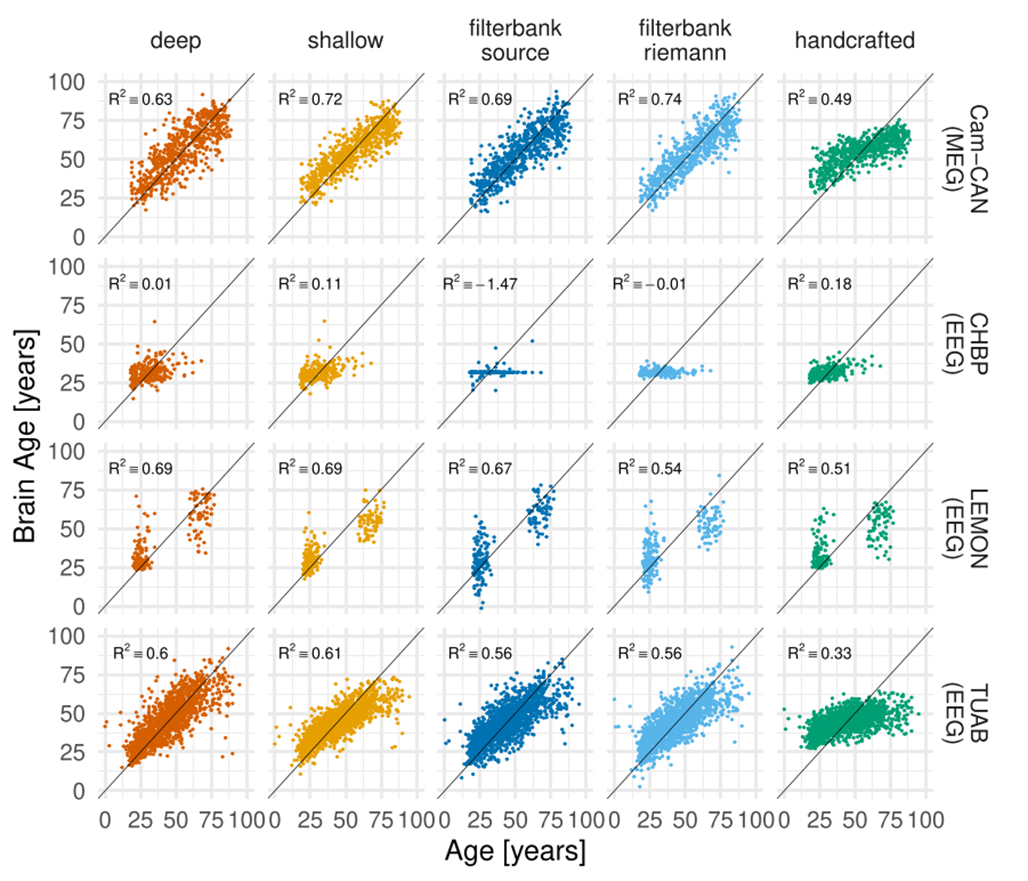 deep
shallow
filterbank
source
filterbank
riemann
handcrafted
100
75
50
25
0
R² ≡ 0.63
R² ≡ 0.72
R² ≡ 0.69
R² ≡ 0.74
R² ≡ 0.49
Cam−CAN
(MEG)
100
75
50
25
0
R² ≡ 0.01
R² ≡ 0.11
R² ≡ −1.47
R² ≡ −0.01
R² ≡ 0.18
CHBP
(EEG)
100
75
50
25
0
R² ≡ 0.69
R² ≡ 0.69
R² ≡ 0.67
R² ≡ 0.54
R² ≡ 0.51
LEMON
(EEG)
100
75
50
25
0
R² ≡ 0.6
R² ≡ 0.61
R² ≡ 0.56
R² ≡ 0.56
R² ≡ 0.33
TUAB
(EEG)
Brain Age [years]
0 25 50 75 100 0 25 50 75 100 0 25 50 75 100 0 25 50 75 100 0 25 50 75 100
Age [years]